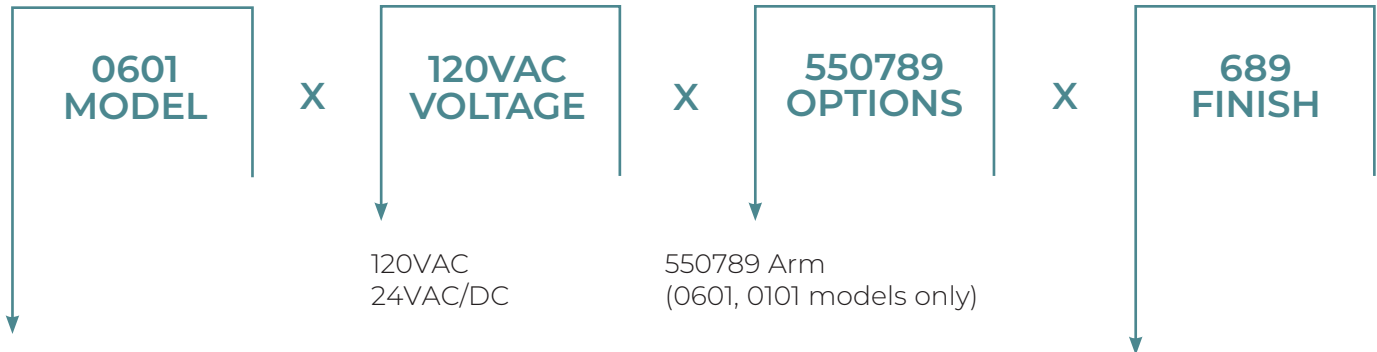 0601
MODEL
x
120VAC
VOLTAGE
x
550789
OPTIONS
x
689
FINISH
120VAC
24VAC/DC
550789 Arm
(0601, 0101 models only)